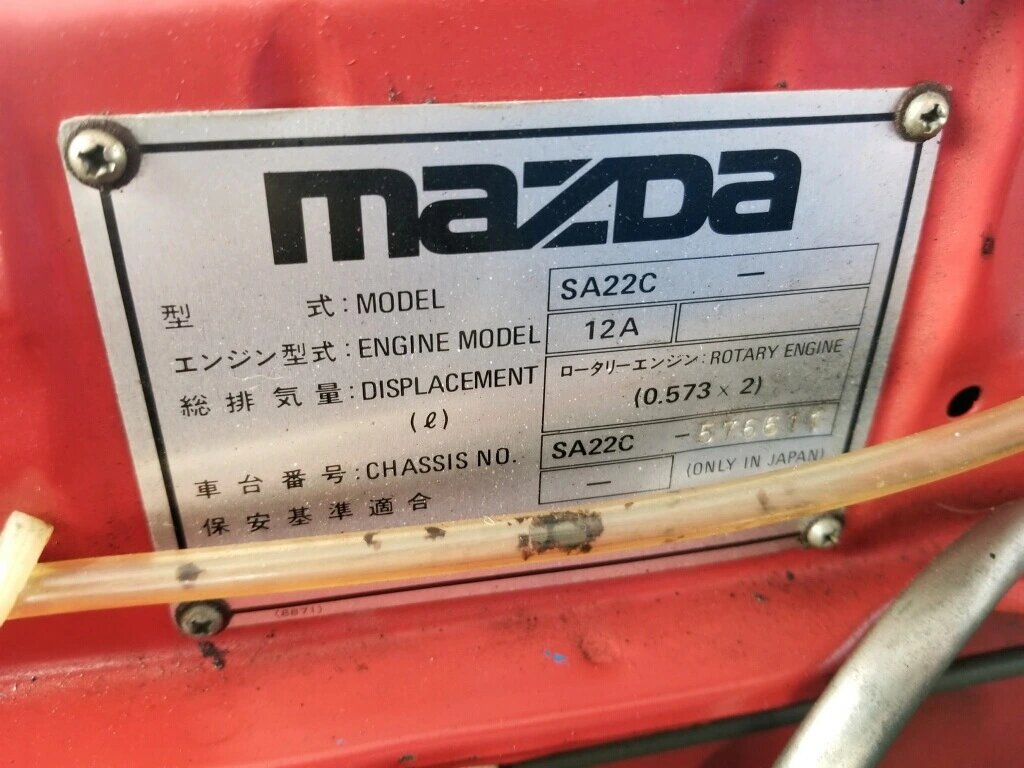 mazda
型 式 : MODEL SA22C —
エンジン型式 : ENGINE MODEL 12A
総排気量 : DISPLACEMENT (ℓ) ロータリーエンジン : ROTARY ENGINE
(0.573 × 2)
車台番号 : CHASSIS NO. SA22C -
保安基準適合 — (ONLY IN JAPAN)
(8871)